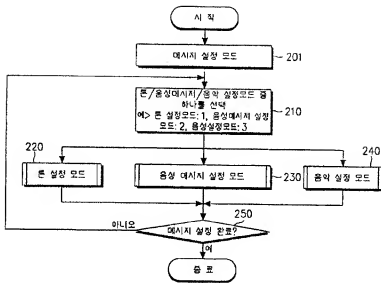 시 작
메시지 설정 모드
201
톤/음성메시지/음악 설정모드 중
하나를 선택
예> 톤 설정모드: 1, 음성메시지 설정
모드: 2, 음성설정모드: 3
210
220
톤 설정 모드
음성 메시지 설정 모드
230
240
음악 설정 모드
250
메시지 설정 완료?
아니오
예
종 료